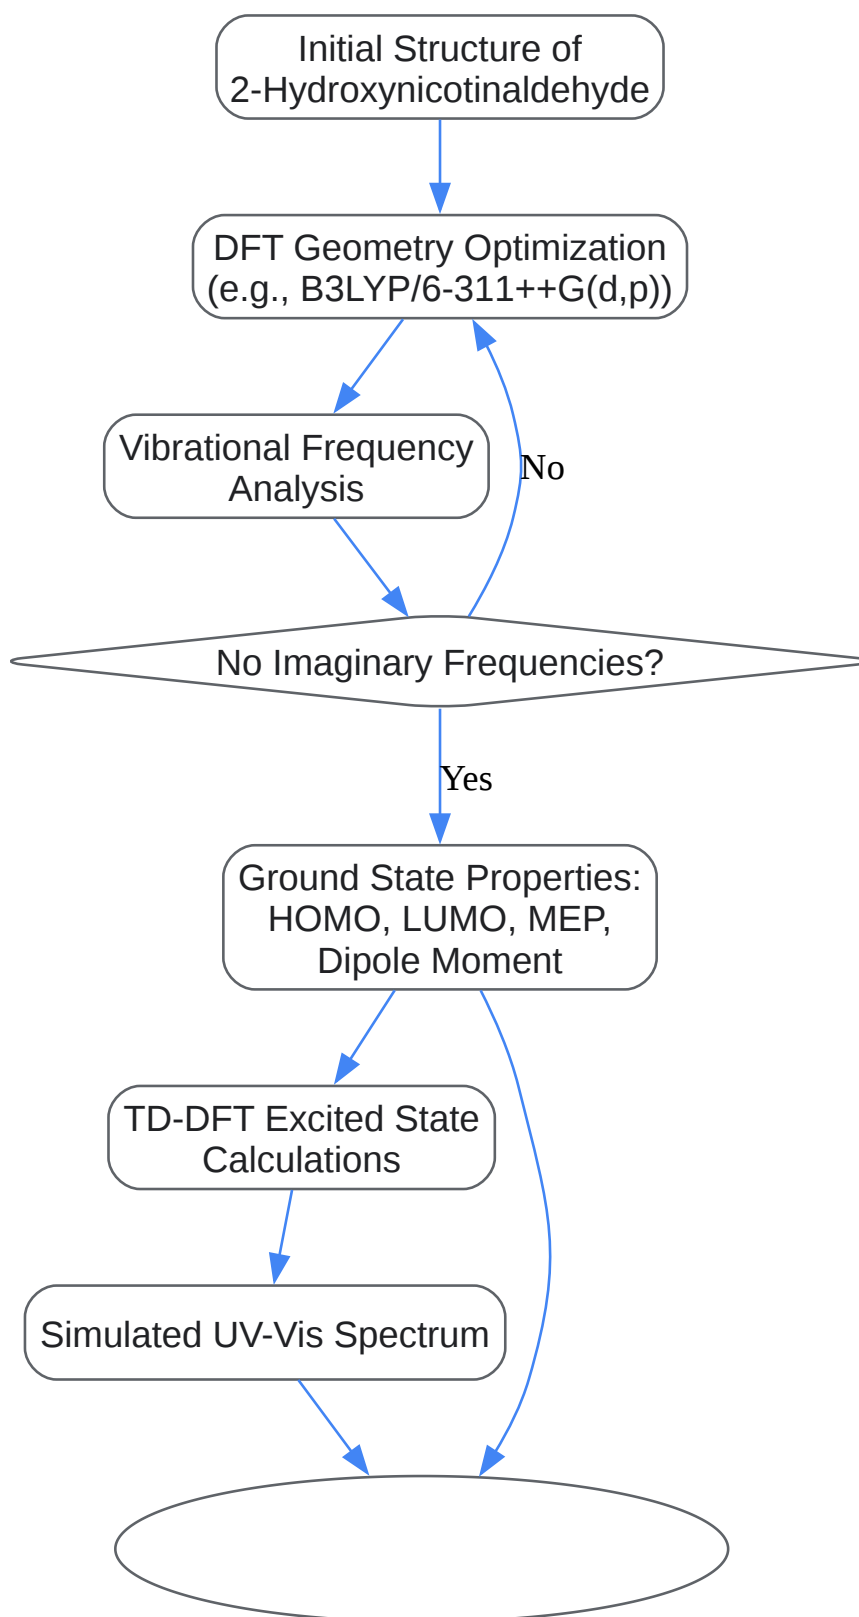 Initial Structure of
2-Hydroxynicotinaldehyde
DFT Geometry Optimization
(e.g., B3LYP/6-311++G(d,p))
Vibrational Frequency
Analysis
No
No Imaginary Frequencies?
Yes
Ground State Properties:
HOMO, LUMO, MEP,
Dipole Moment
TD-DFT Excited State
Calculations
Simulated UV-Vis Spectrum